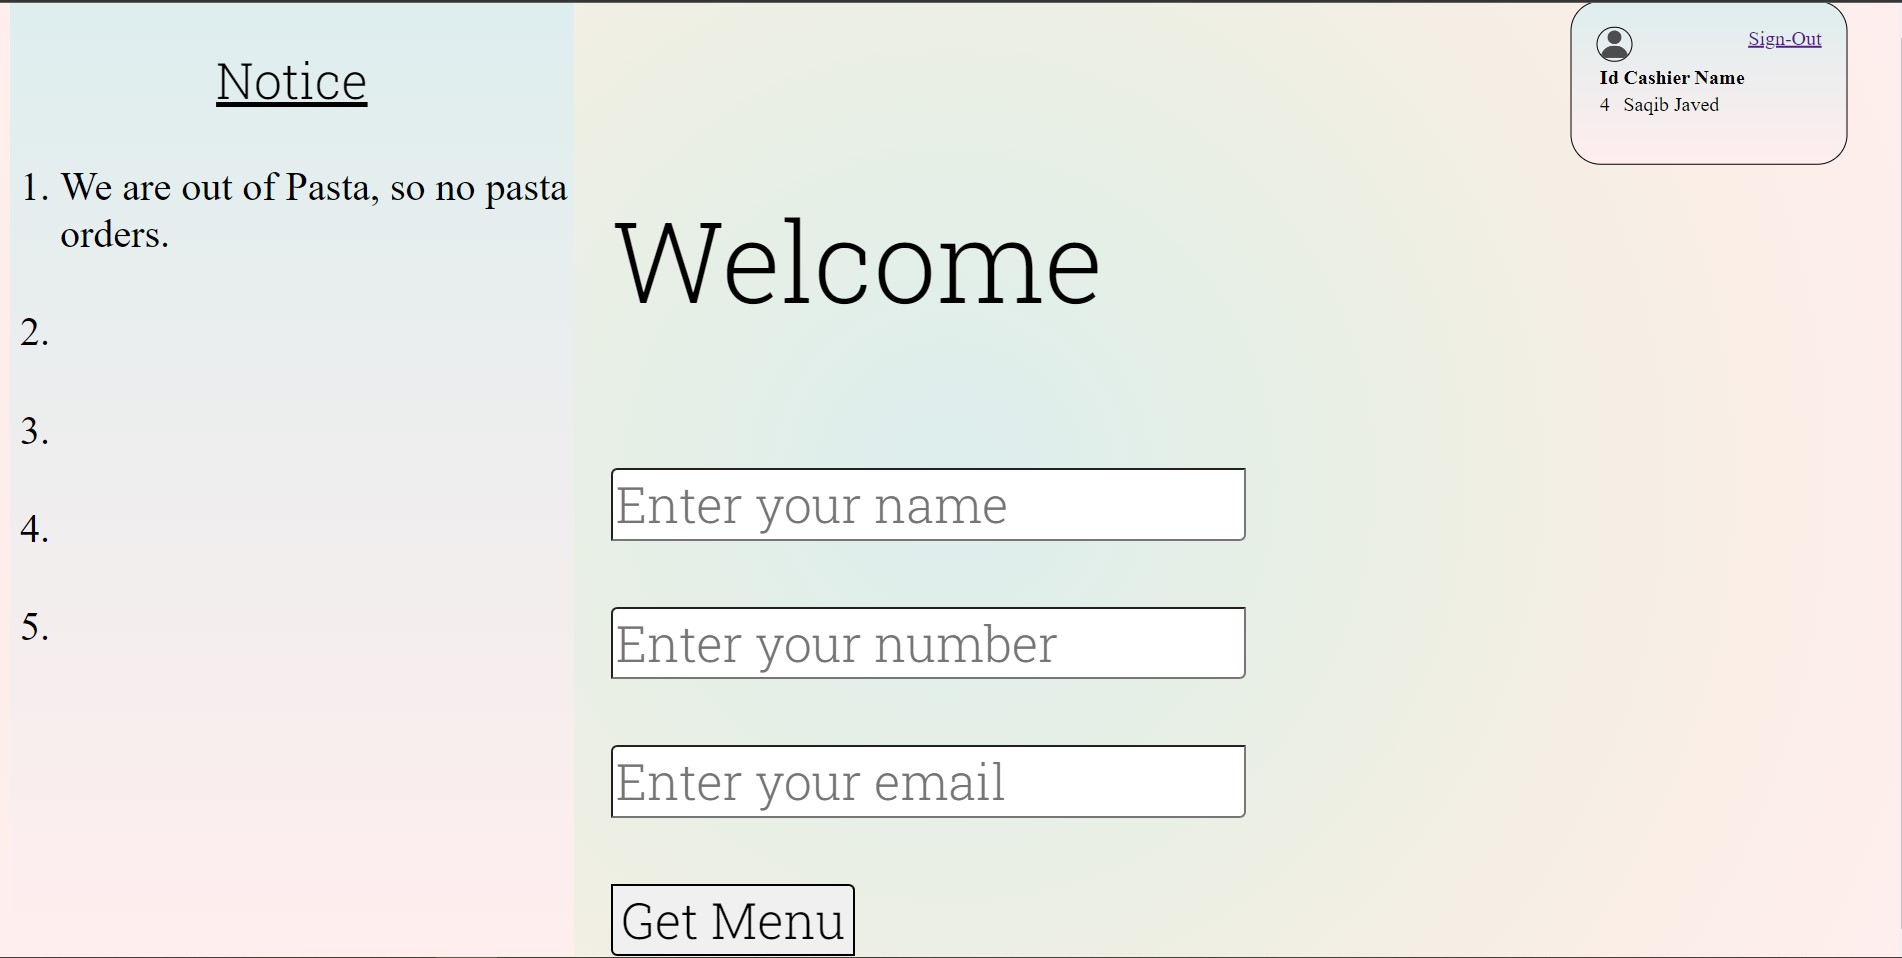 Notice
1. We are out of Pasta, so no pasta
orders.
2.
3.
4.
5.
Welcome
Enter your name
Enter your number
Enter your email
Get Menu
Sign-Out
Id Cashier Name
4 Saqib Javed